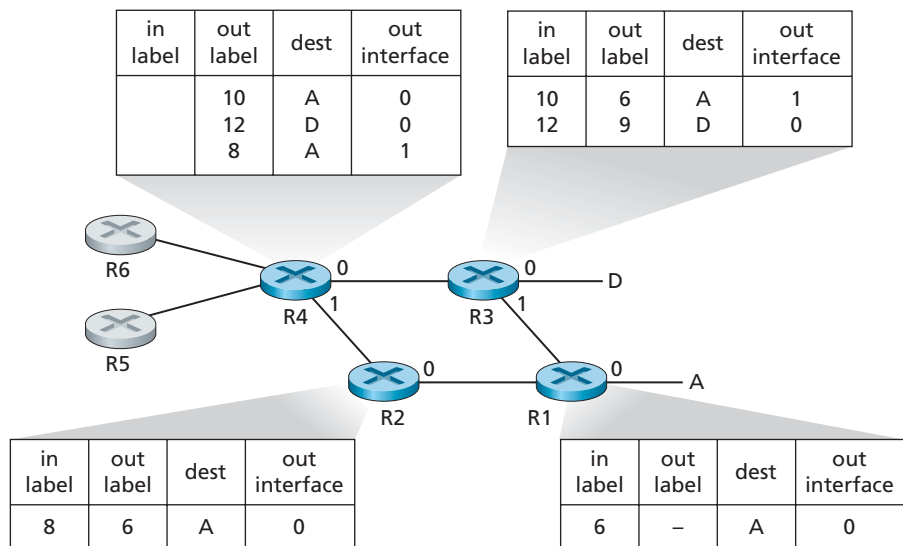 in label out label dest out interface
10 A 0
12 D 0
8 A 1
in label out label dest out interface
10 6 A 1
12 9 D 0
R6
R5
R4
0
1
R3
0
1
D
R2
0
R1
0
A
in label out label dest out interface
8 6 A 0
in label out label dest out interface
6 – A 0